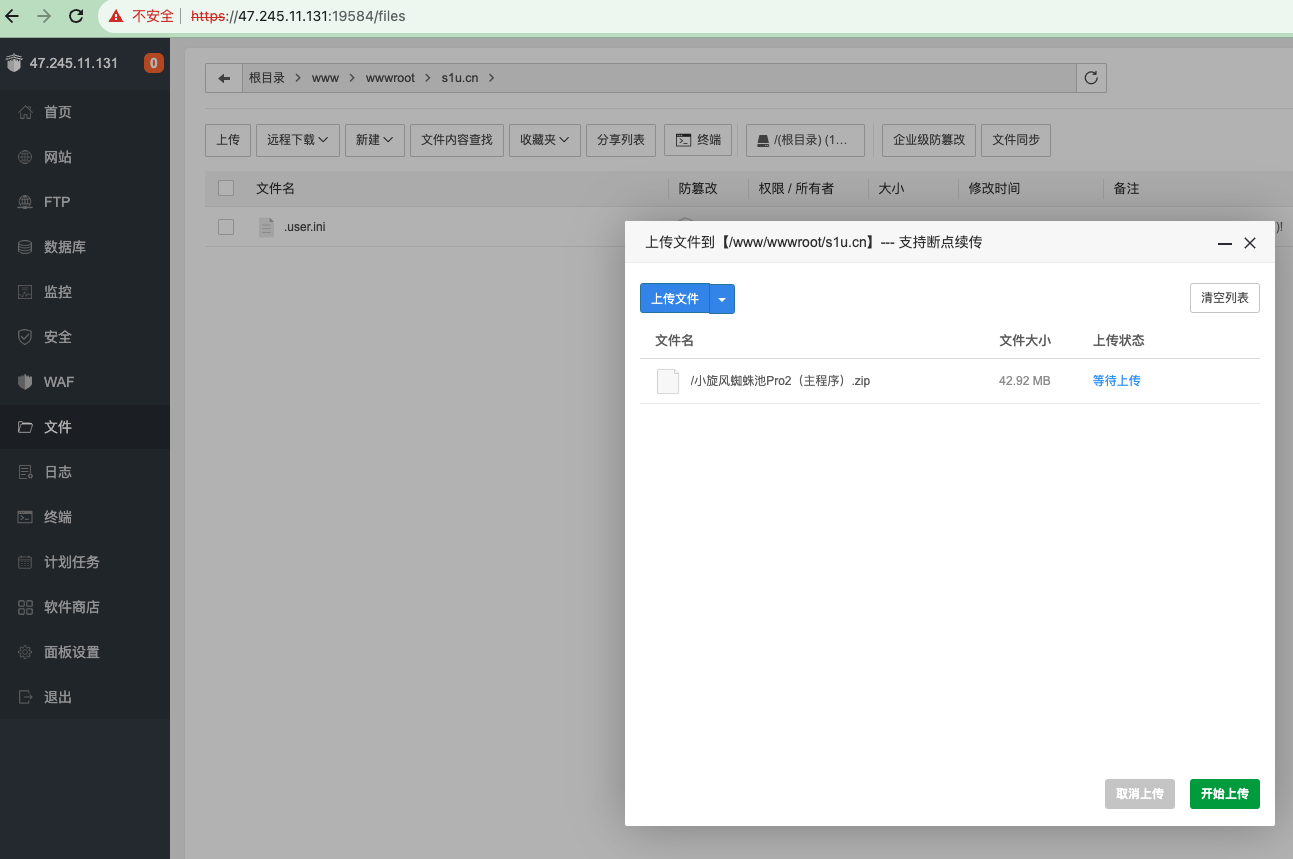 不安全 https://47.245.11.131:19584/files
47.245.11.131 0
首页
网站
FTP
数据库
监控
安全
WAF
文件
日志
终端
计划任务
软件商店
面板设置
退出
根目录 www wwwroot s1u.cn
上传 远程下载 新建 文件内容查找 收藏夹 分享列表 终端 /(根目录) (1... 企业级防篡改 文件同步
文件名 防篡改 权限 / 所有者 大小 修改时间 备注
.user.ini
)!
上传文件到【/www/wwwroot/s1u.cn】--- 支持断点续传
上传文件 清空列表
文件名 文件大小 上传状态
/小旋风蜘蛛池Pro2（主程序）.zip 42.92 MB 等待上传
取消上传 开始上传